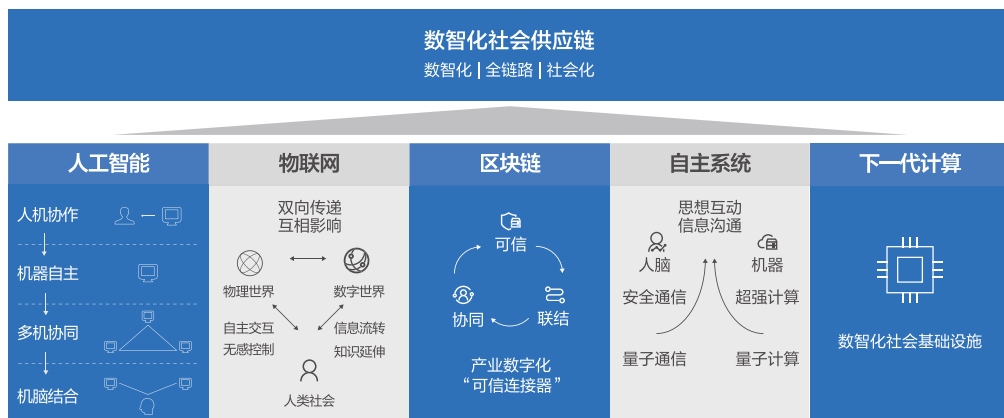 数智化社会供应链
数智化 | 全链路 | 社会化
人工智能
人机协作
机器自主
多机协同
机脑结合
物联网
双向传递
互相影响
物理世界
数字世界
自主交互
无感控制
信息流转
知识延伸
人类社会
区块链
可信
协同
联结
产业数字化
“可信连接器”
自主系统
思想互动
信息沟通
人脑
机器
安全通信
超强计算
量子通信
量子计算
下一代计算
数智化社会基础设施